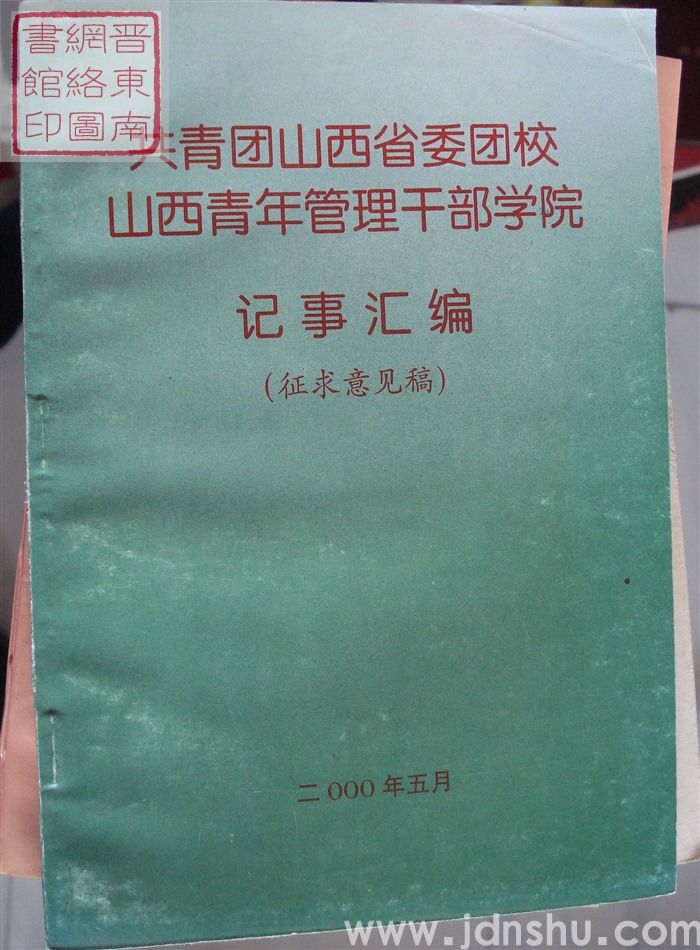 晋東南
網絡圖
書館印
共青团山西省委团校
山西青年管理干部学院
记事汇编
(征求意见稿)
二000年五月
www.jdnshu.com